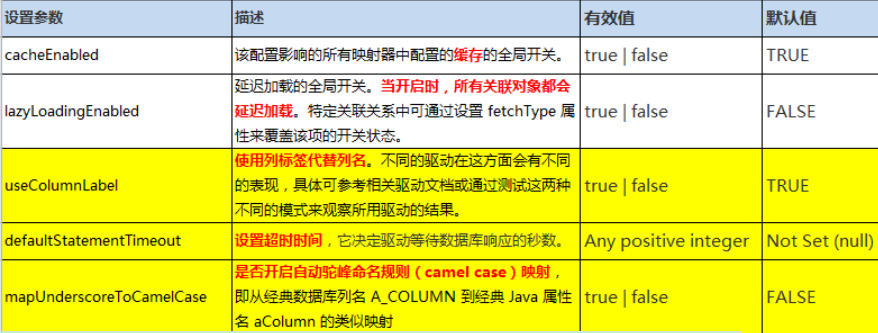 设置参数 描述 有效值 默认值
cacheEnabled 该配置影响的所有映射器中配置的缓存的全局开关。 true | false TRUE
延迟加载的全局开关。当开启时，所有关联对象都会
lazyLoadingEnabled 延迟加载。特定关联关系中可通过设置 fetchType 属 true | false FALSE
性来覆盖该项的开关状态。
使用列标签代替列名。不同的驱动在这方面会有不同
useColumnLabel 的表现，具体可参考相关驱动文档或通过测试这两种 true | false TRUE
不同的模式来观察所用驱动的结果。
defaultStatementTimeout 设置超时时间，它决定驱动等待数据库响应的秒数。 Any positive integer Not Set (null)
是否开启自动驼峰命名规则（camel case）映射，
mapUnderscoreToCamelCase 即从经典数据库列名 A_COLUMN 到经典 Java 属性 true | false FALSE
名 aColumn 的类似映射